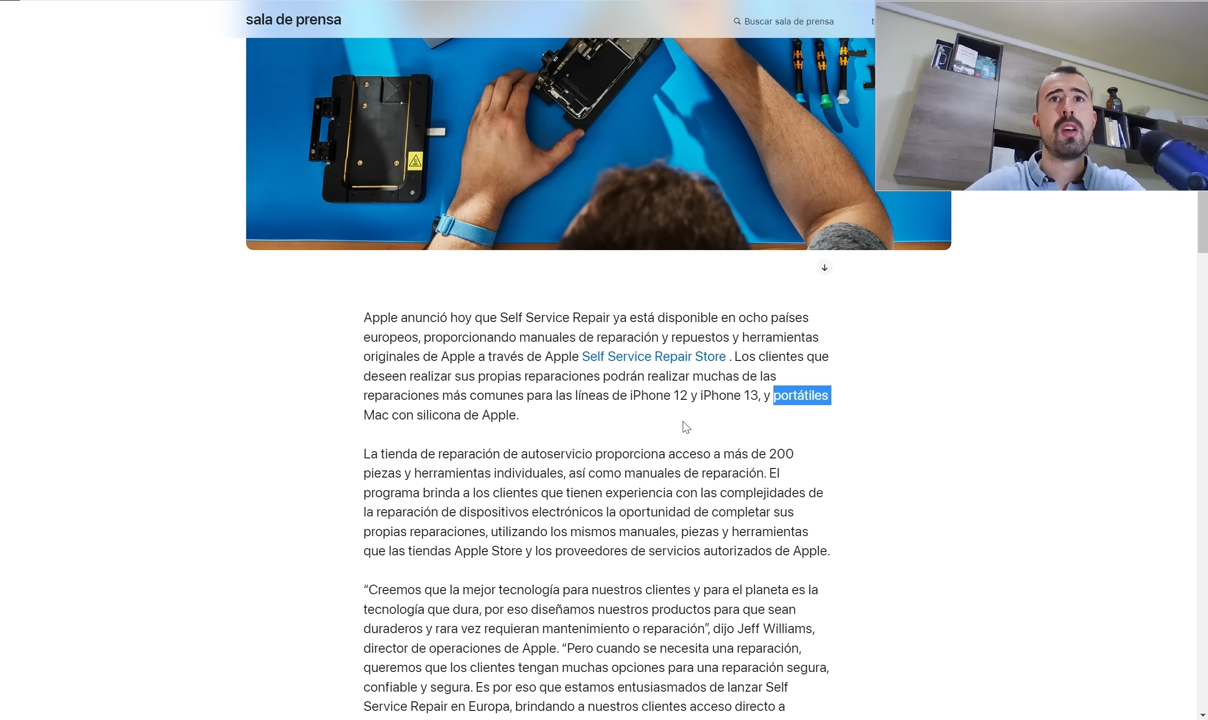 sala de prensa
Buscar sala de prensa
t
Apple anunció hoy que Self Service Repair ya está disponible en ocho países
europeos, proporcionando manuales de reparación y repuestos y herramientas
originales de Apple a través de Apple Self Service Repair Store . Los clientes que
deseen realizar sus propias reparaciones podrán realizar muchas de las
reparaciones más comunes para las líneas de iPhone 12 y iPhone 13, y portátiles
Mac con silicona de Apple.
La tienda de reparación de autoservicio proporciona acceso a más de 200
piezas y herramientas individuales, así como manuales de reparación. El
programa brinda a los clientes que tienen experiencia con las complejidades de
la reparación de dispositivos electrónicos la oportunidad de completar sus
propias reparaciones, utilizando los mismos manuales, piezas y herramientas
que las tiendas Apple Store y los proveedores de servicios autorizados de Apple.
“Creemos que la mejor tecnología para nuestros clientes y para el planeta es la
tecnología que dura, por eso diseñamos nuestros productos para que sean
duraderos y rara vez requieran mantenimiento o reparación”, dijo Jeff Williams,
director de operaciones de Apple. “Pero cuando se necesita una reparación,
queremos que los clientes tengan muchas opciones para una reparación segura,
confiable y segura. Es por eso que estamos entusiasmados de lanzar Self
Service Repair en Europa, brindando a nuestros clientes acceso directo a